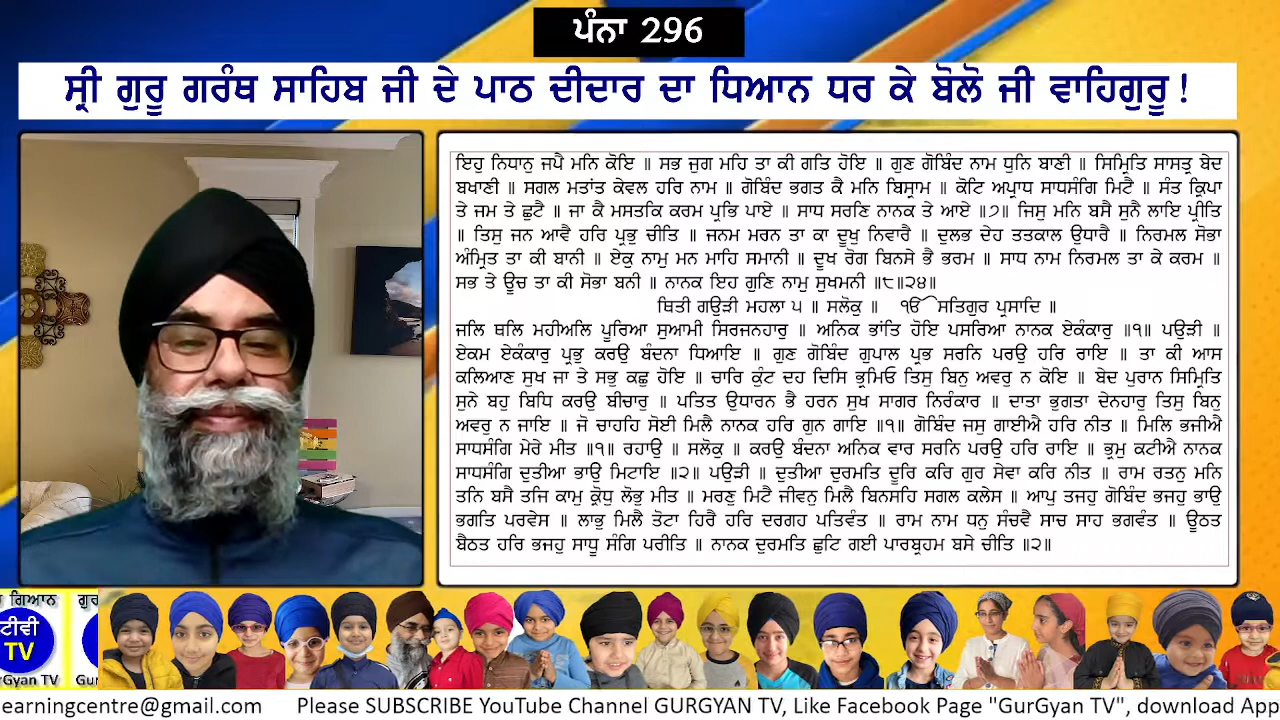 ਪੰਨਾ 296
ਸ੍ਰੀ ਗੁਰੂ ਗਰੰਥ ਸਾਹਿਬ ਜੀ ਦੇ ਪਾਠ ਦੀਦਾਰ ਦਾ ਧਿਆਨ ਧਰ ਕੇ ਬੋਲੋ ਜੀ ਵਾਹਿਗੁਰੂ !
ਇਹੁ ਨਿਧਾਨੁ ਜਪੈ ਮਨਿ ਕੋਇ ॥ ਸਭ ਜੁਗ ਮਹਿ ਤਾ ਕੀ ਗਤਿ ਹੋਇ ॥ ਗੁਣ ਗੋਬਿੰਦ ਨਾਮ ਧੁਨਿ ਬਾਣੀ ॥ ਸਿਮ੍ਰਿਤਿ ਸਾਸਤ੍ਰ ਬੇਦ
ਬਖਾਣੀ ॥ ਸਗਲ ਮਤਾਂਤ ਕੇਵਲ ਹਰਿ ਨਾਮ ॥ ਗੋਬਿੰਦ ਭਗਤ ਕੈ ਮਨਿ ਬਿਸ੍ਰਾਮ ॥ ਕੋਟਿ ਅਪ੍ਰਾਧ ਸਾਧਸੰਗਿ ਮਿਟੈ ॥ ਸੰਤ ਕ੍ਰਿਪਾ
ਤੇ ਜਮ ਤੇ ਛੁਟੈ ॥ ਜਾ ਕੈ ਮਸਤਕਿ ਕਰਮ ਪ੍ਰਭਿ ਪਾਏ ॥ ਸਾਧ ਸਰਣਿ ਨਾਨਕ ਤੇ ਆਏ ॥੭॥ ਜਿਸੁ ਮਨਿ ਬਸੈ ਸੁਨੈ ਲਾਇ ਪ੍ਰੀਤਿ
॥ ਤਿਸੁ ਜਨ ਆਵੈ ਹਰਿ ਪ੍ਰਭੁ ਚੀਤਿ ॥ ਜਨਮ ਮਰਨ ਤਾ ਕਾ ਦੂਖੁ ਨਿਵਾਰੈ ॥ ਦੁਲਭ ਦੇਹ ਤਤਕਾਲ ਉਧਾਰੈ ॥ ਨਿਰਮਲ ਸੋਭਾ
ਅੰਮ੍ਰਿਤ ਤਾ ਕੀ ਬਾਨੀ ॥ ਏਕੁ ਨਾਮੁ ਮਨ ਮਾਹਿ ਸਮਾਨੀ ॥ ਦੂਖ ਰੋਗ ਬਿਨਸੇ ਭੈ ਭਰਮ ॥ ਸਾਧ ਨਾਮ ਨਿਰਮਲ ਤਾ ਕੇ ਕਰਮ ॥
ਸਭ ਤੇ ਊਚ ਤਾ ਕੀ ਸੋਭਾ ਬਨੀ ॥ ਨਾਨਕ ਇਹ ਗੁਣਿ ਨਾਮੁ ਸੁਖਮਨੀ ॥੮॥੨੪॥
ਥਿਤੀ ਗਉੜੀ ਮਹਲਾ ੫ ॥ ਸਲੋਕੁ ॥ ੴ ਸਤਿਗੁਰ ਪ੍ਰਸਾਦਿ ॥
ਜਲਿ ਥਲਿ ਮਹੀਅਲਿ ਪੂਰਿਆ ਸੁਆਮੀ ਸਿਰਜਨਹਾਰੁ ॥ ਅਨਿਕ ਭਾਂਤਿ ਹੋਇ ਪਸਰਿਆ ਨਾਨਕ ਏਕੰਕਾਰੁ ॥੧॥ ਪਉੜੀ ॥
ਏਕਮ ਏਕੰਕਾਰੁ ਪ੍ਰਭੁ ਕਰਉ ਬੰਦਨਾ ਧਿਆਇ ॥ ਗੁਣ ਗੋਬਿੰਦ ਗੁਪਾਲ ਪ੍ਰਭ ਸਰਨਿ ਪਰਉ ਹਰਿ ਰਾਇ ॥ ਤਾ ਕੀ ਆਸ
ਕਲਿਆਣ ਸੁਖ ਜਾ ਤੇ ਸਭੁ ਕਛੁ ਹੋਇ ॥ ਚਾਰਿ ਕੁੰਟ ਦਹ ਦਿਸਿ ਭ੍ਰਮਿਓ ਤਿਸੁ ਬਿਨੁ ਅਵਰੁ ਨ ਕੋਇ ॥ ਬੇਦ ਪੁਰਾਨ ਸਿਮ੍ਰਿਤਿ
ਸੁਨੇ ਬਹੁ ਬਿਧਿ ਕਰਉ ਬੀਚਾਰੁ ॥ ਪਤਿਤ ਉਧਾਰਨ ਭੈ ਹਰਨ ਸੁਖ ਸਾਗਰ ਨਿਰੰਕਾਰ ॥ ਦਾਤਾ ਭੁਗਤਾ ਦੇਨਹਾਰੁ ਤਿਸੁ ਬਿਨੁ
ਅਵਰੁ ਨ ਜਾਇ ॥ ਜੋ ਚਾਹਹਿ ਸੋਈ ਮਿਲੈ ਨਾਨਕ ਹਰਿ ਗੁਨ ਗਾਇ ॥੧॥ ਗੋਬਿੰਦ ਜਸੁ ਗਾਈਐ ਹਰਿ ਨੀਤ ॥ ਮਿਲਿ ਭਜੀਐ
ਸਾਧਸੰਗਿ ਮੇਰੇ ਮੀਤ ॥੧॥ ਰਹਾਉ ॥ ਸਲੋਕੁ ॥ ਕਰਉ ਬੰਦਨਾ ਅਨਿਕ ਵਾਰ ਸਰਨਿ ਪਰਉ ਹਰਿ ਰਾਇ ॥ ਭ੍ਰਮੁ ਕਟੀਐ ਨਾਨਕ
ਸਾਧਸੰਗਿ ਦੁਤੀਆ ਭਾਉ ਮਿਟਾਇ ॥੨॥ ਪਉੜੀ ॥ ਦੁਤੀਆ ਦੁਰਮਤਿ ਦੂਰਿ ਕਰਿ ਗੁਰ ਸੇਵਾ ਕਰਿ ਨੀਤ ॥ ਰਾਮ ਰਤਨੁ ਮਨਿ
ਤਨਿ ਬਸੈ ਤਜਿ ਕਾਮੁ ਕ੍ਰੋਧੁ ਲੋਭੁ ਮੀਤ ॥ ਮਰਣੁ ਮਿਟੈ ਜੀਵਨੁ ਮਿਲੈ ਬਿਨਸਹਿ ਸਗਲ ਕਲੇਸ ॥ ਆਪੁ ਤਜਹੁ ਗੋਬਿੰਦ ਭਜਹੁ ਭਾਉ
ਭਗਤਿ ਪਰਵੇਸ ॥ ਲਾਭੁ ਮਿਲੈ ਤੋਟਾ ਹਿਰੈ ਹਰਿ ਦਰਗਹ ਪਤਿਵੰਤ ॥ ਰਾਮ ਨਾਮ ਧਨੁ ਸੰਚਵੈ ਸਾਚ ਸਾਹ ਭਗਵੰਤ ॥ ਊਠਤ
ਬੈਠਤ ਹਰਿ ਭਜਹੁ ਸਾਧੂ ਸੰਗਿ ਪਰੀਤਿ ॥ ਨਾਨਕ ਦੁਰਮਤਿ ਛੁਟਿ ਗਈ ਪਾਰਬ੍ਰਹਮ ਬਸੇ ਚੀਤਿ ॥੨॥
ਗਿਆਨ ਗੁਰ
ਟੀਵੀ
TV
rGyan TV Gur
earningcentre@gmail.com Please SUBSCRIBE YouTube Channel GURGYAN TV, Like Facebook Page "GurGyan TV", download App